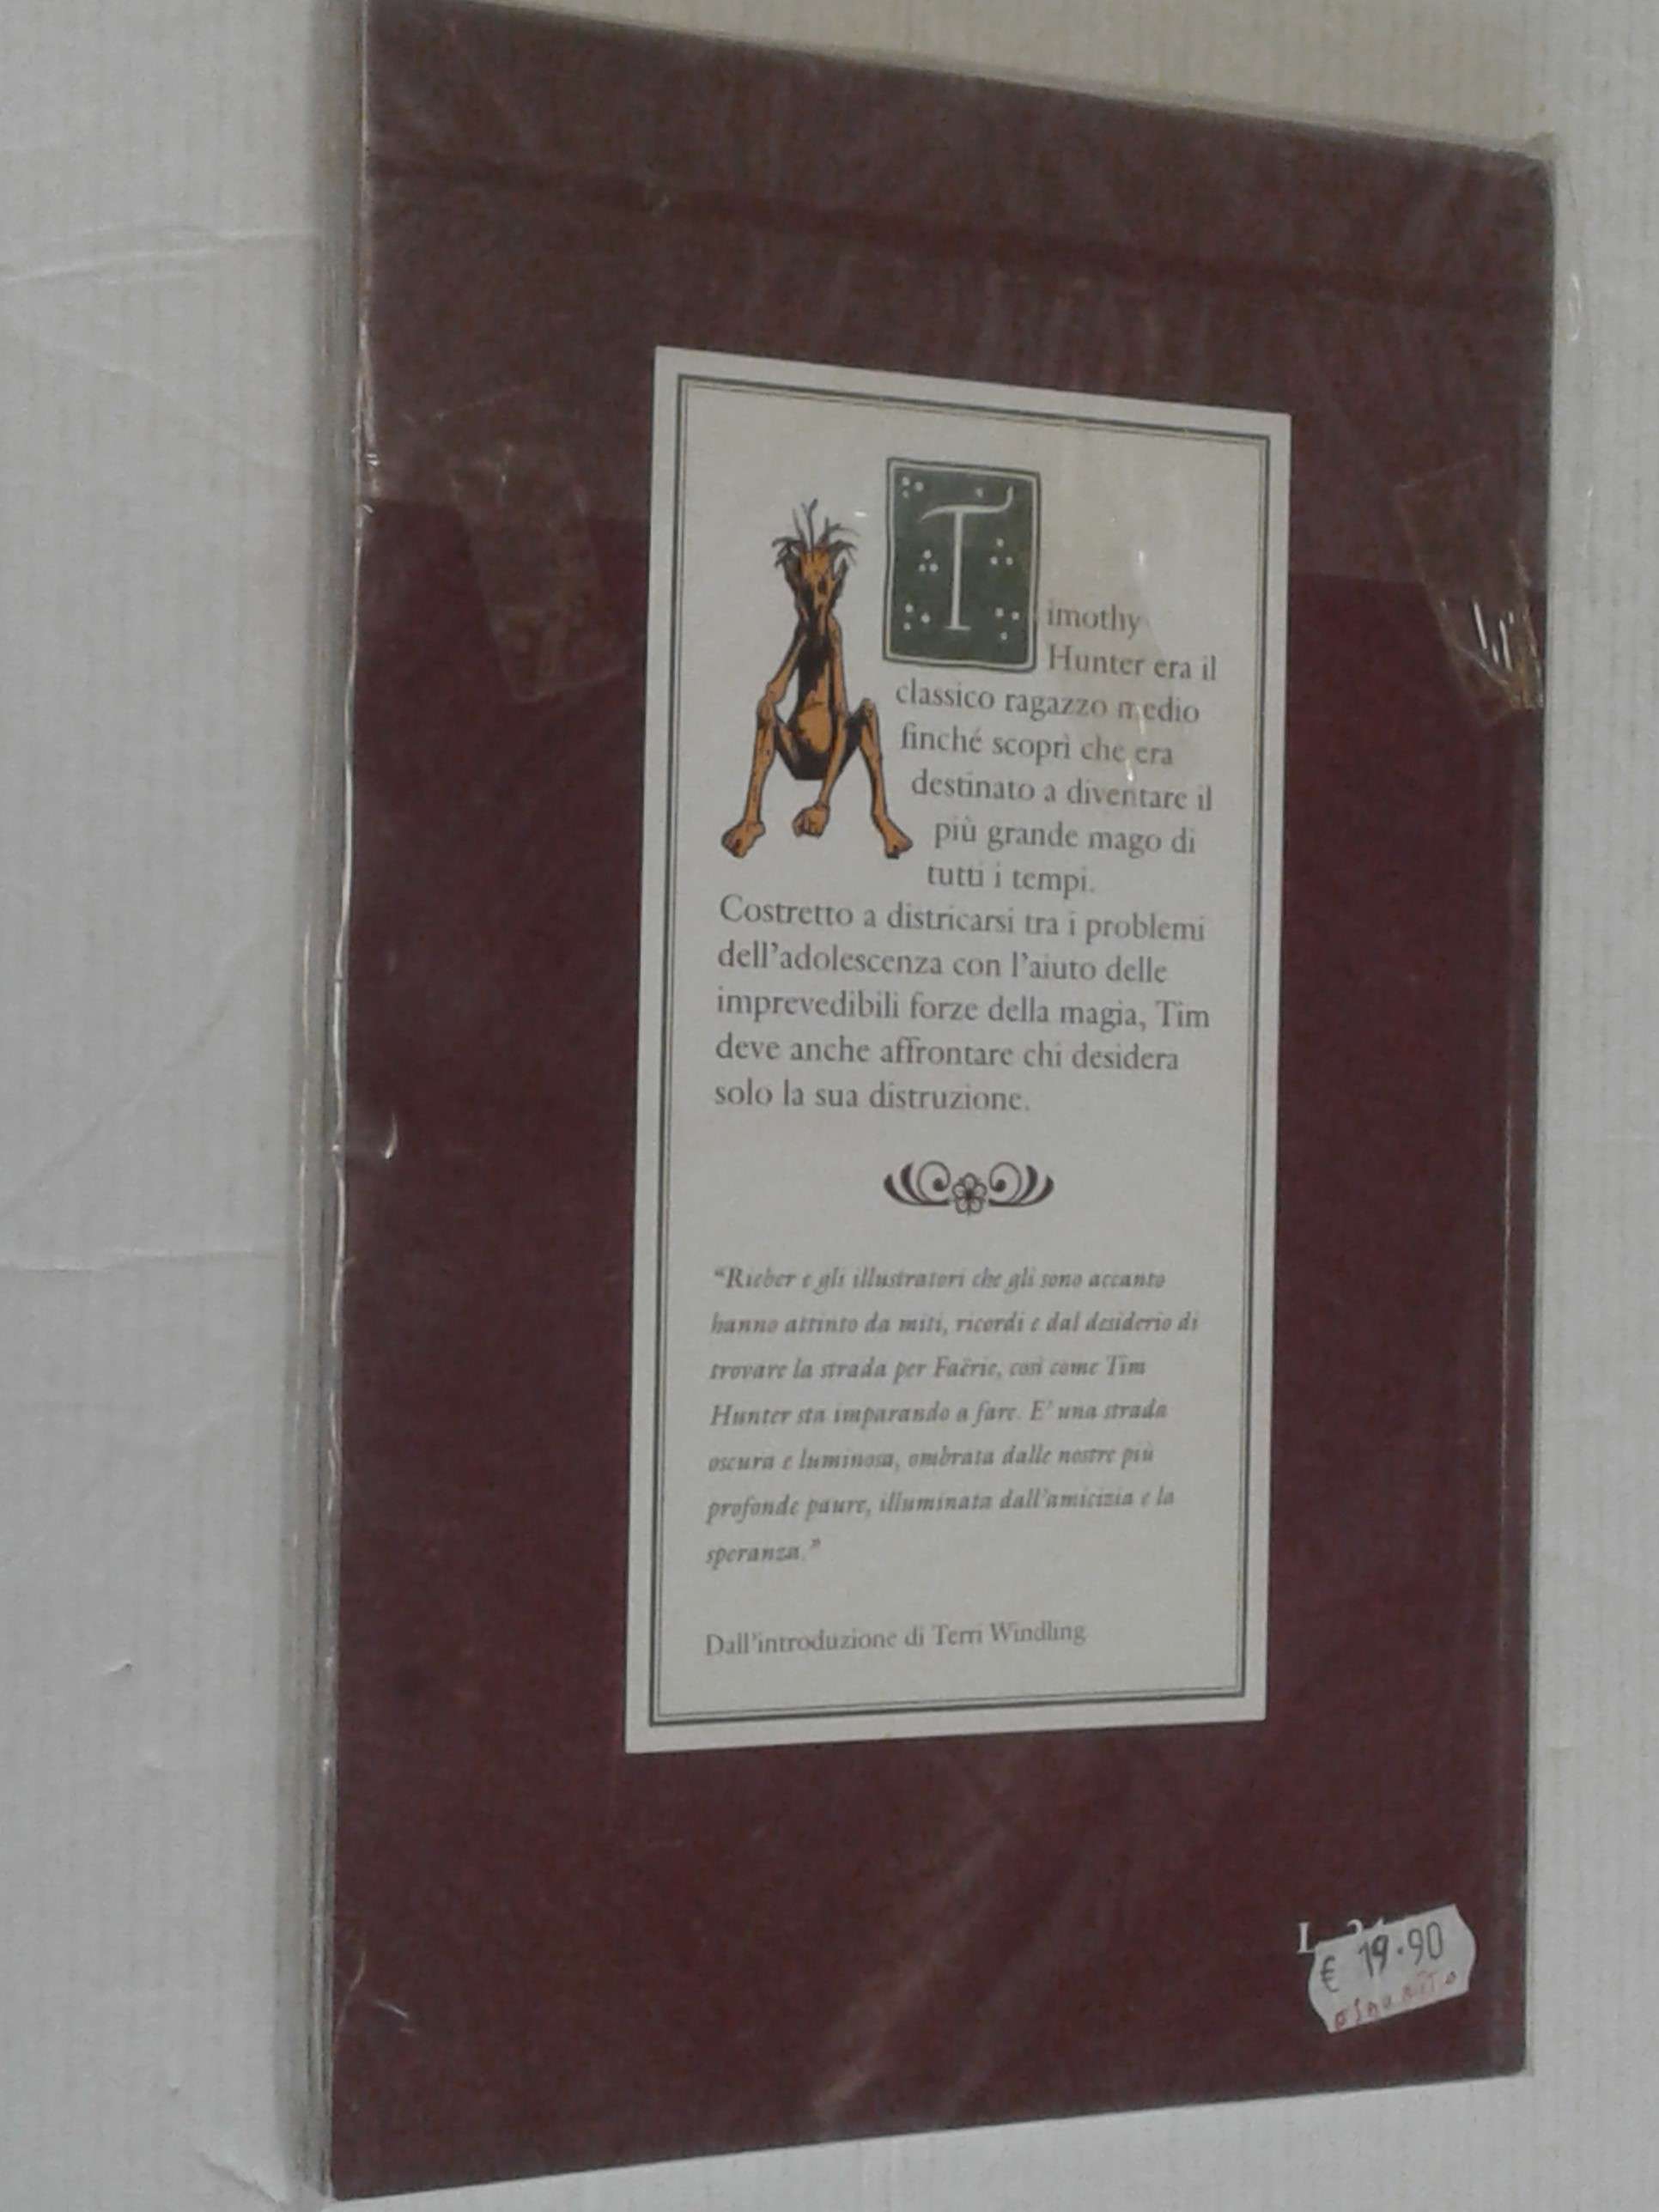 Timothy
Hunter era il
classico ragazzo medio
finché scoprì che era
destinato a diventare il
più grande mago di
tutti i tempi.
Costretto a districarsi tra i problemi
dell'adolescenza con l'aiuto delle
imprevedibili forze della magia, Tim
deve anche affrontare chi desidera
solo la sua distruzione.
“Rieber e gli illustratori che gli sono accanto
hanno attinto da miti, ricordi e dal desiderio di
trovare la strada per Faërie, così come Tim
Hunter sta imparando a fare. E' una strada
oscura e luminosa, ombrata dalle nostre più
profonde paure, illuminata dall'amicizia e la
speranza.”
Dall'introduzione di Terri Windling
L.
€ 19.90